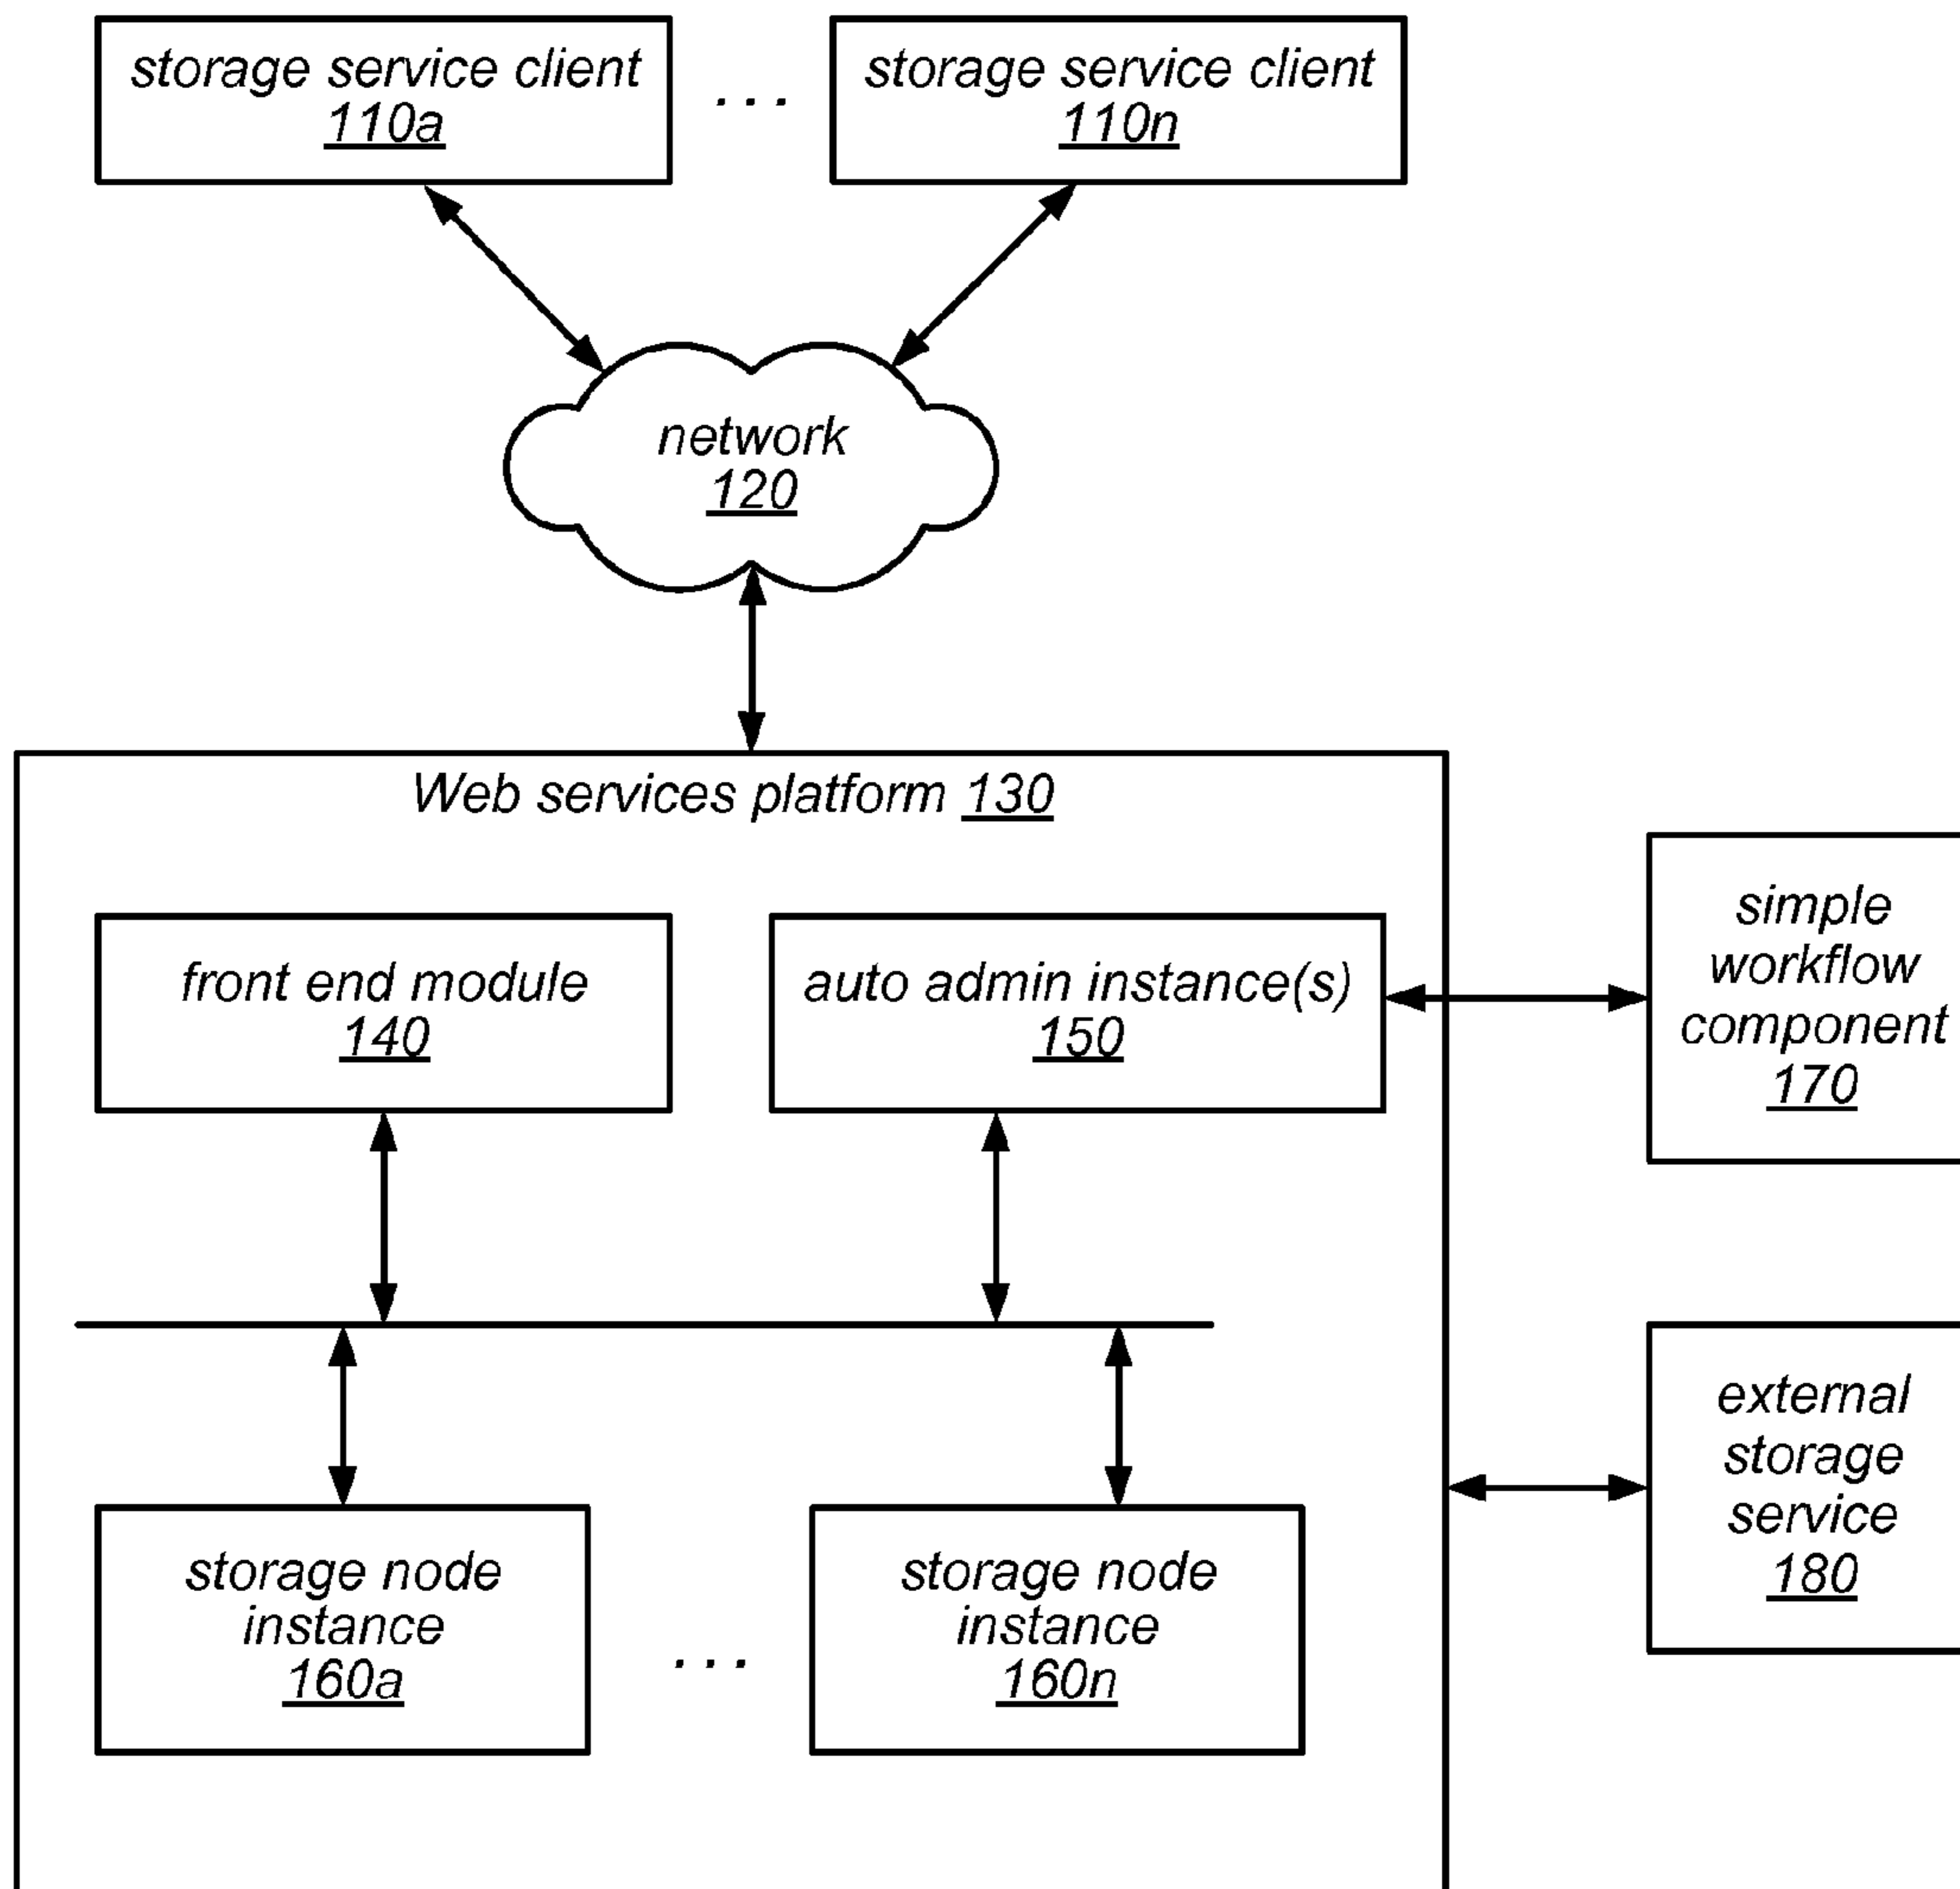 storage service client
110a
. . .
storage service client
110n
network
120
Web services platform 130
front end module
140
auto admin instance(s)
150
simple
workflow
component
170
external
storage
service
180
storage node
instance
160a
. . .
storage node
instance
160n